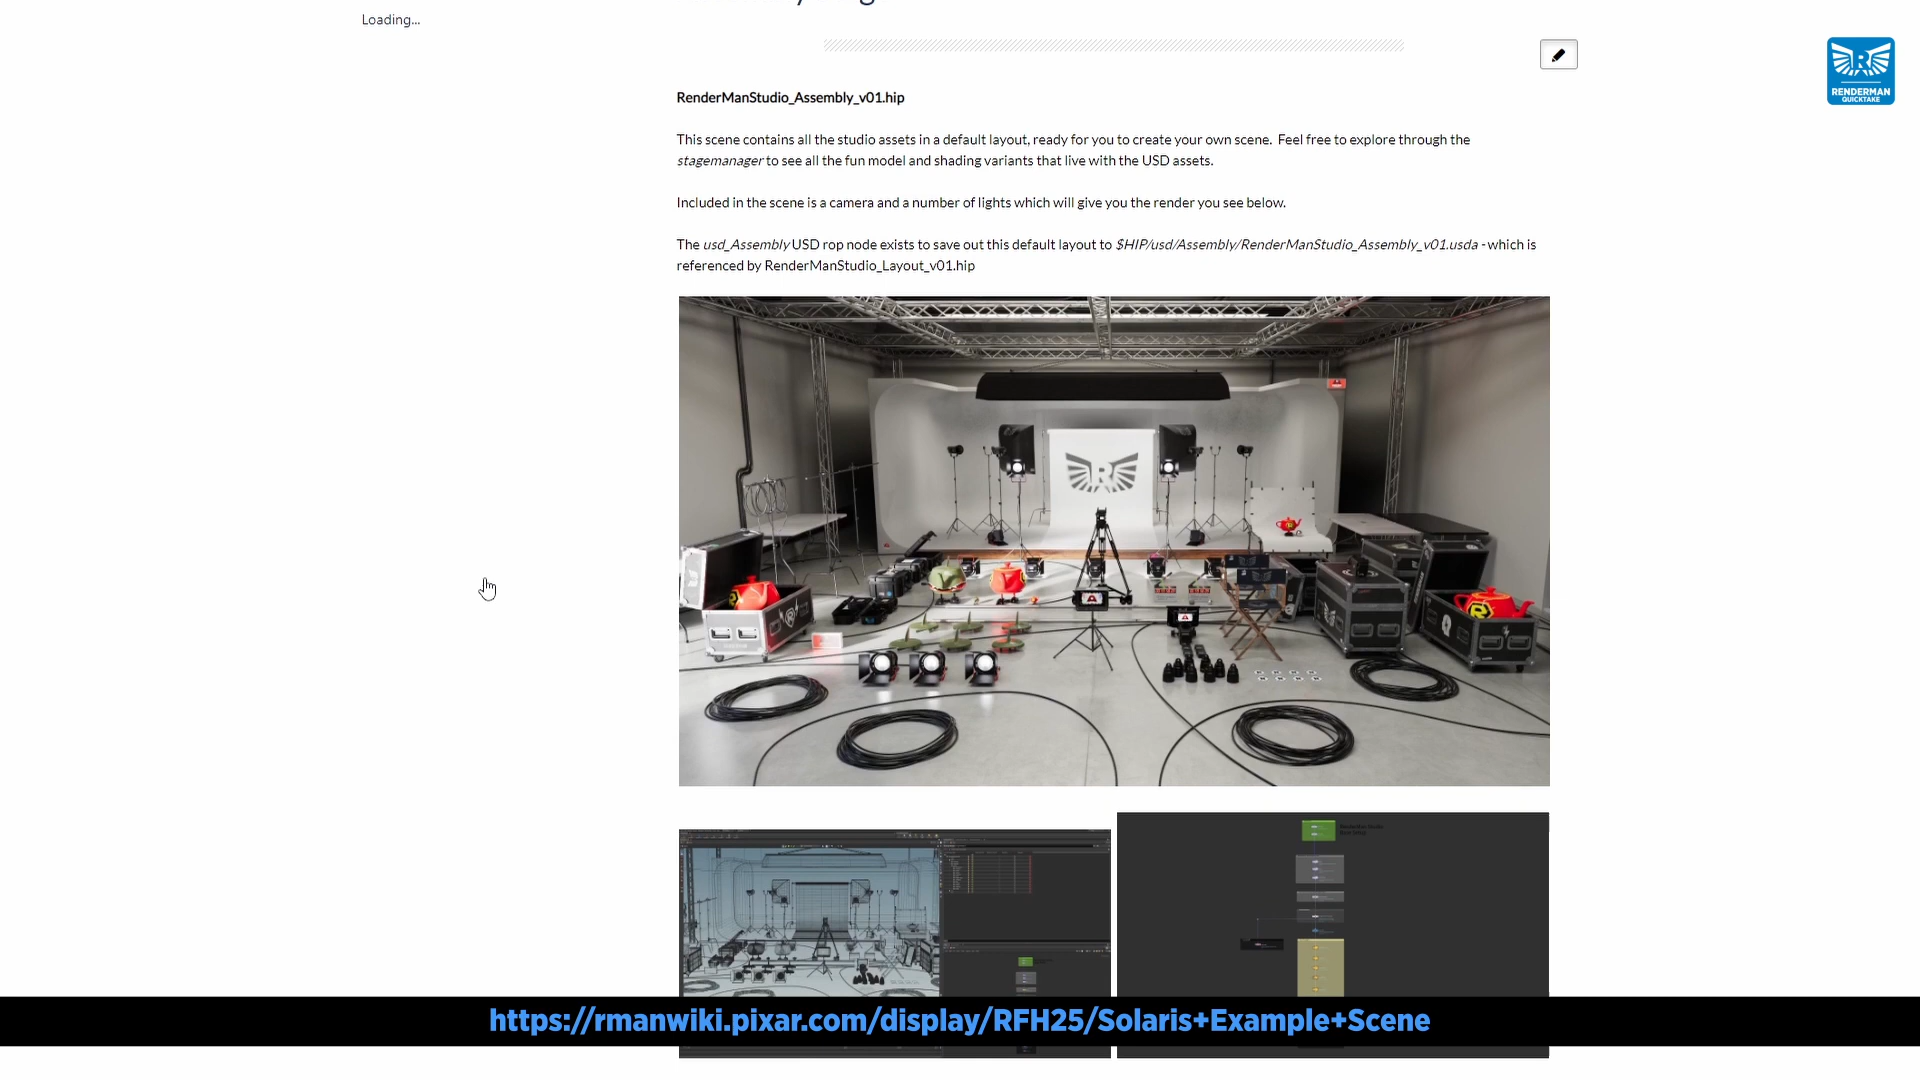 Loading...
RENDERMAN
QUICKTAKE
RenderManStudio_Assembly_v01.hip
This scene contains all the studio assets in a default layout, ready for you to create your own scene.  Feel free to explore through the
stagemanager to see all the fun model and shading variants that live with the USD assets.
Included in the scene is a camera and a number of lights which will give you the render you see below.
The usd_Assembly USD rop node exists to save out this default layout to $HIP/usd/Assembly/RenderManStudio_Assembly_v01.usda - which is
referenced by RenderManStudio_Layout_v01.hip
https://rmanwiki.pixar.com/display/RFH25/Solaris+Example+Scene